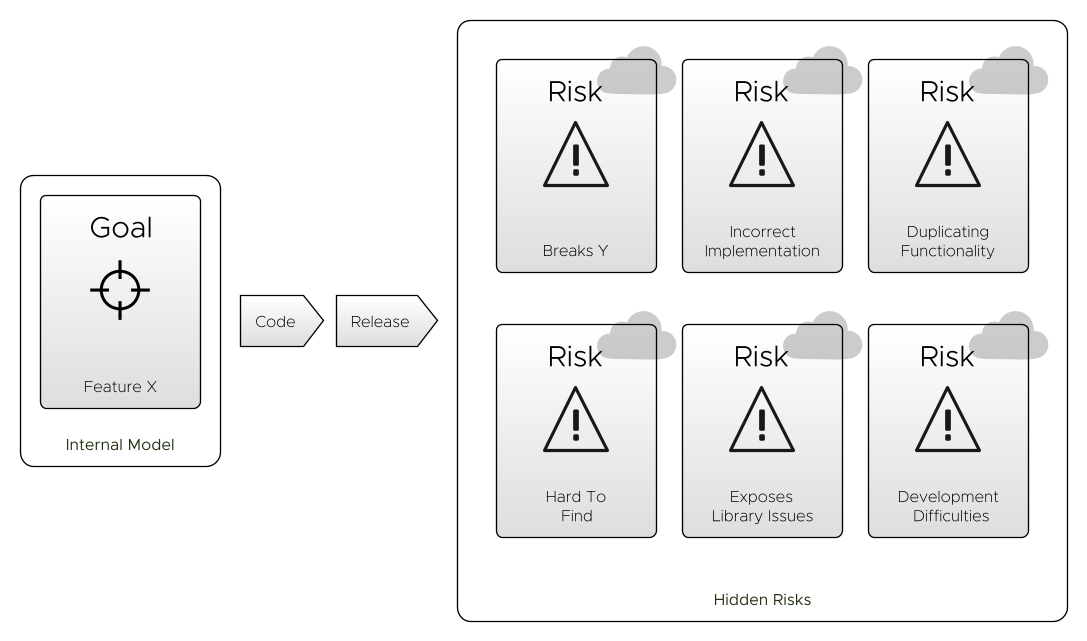 Goal
Feature X
Internal Model
Code
Release
Risk
Breaks Y
Risk
Incorrect
Implementation
Risk
Duplicating
Functionality
Risk
Hard To
Find
Risk
Exposes
Library Issues
Risk
Development
Difficulties
Hidden Risks